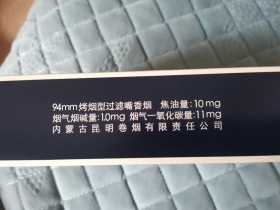 94mm烤烟型过滤嘴香烟 焦油量:10mg
烟气烟碱量:1.0mg 烟气一氧化碳量:11mg
内蒙古昆明卷烟有限责任公司